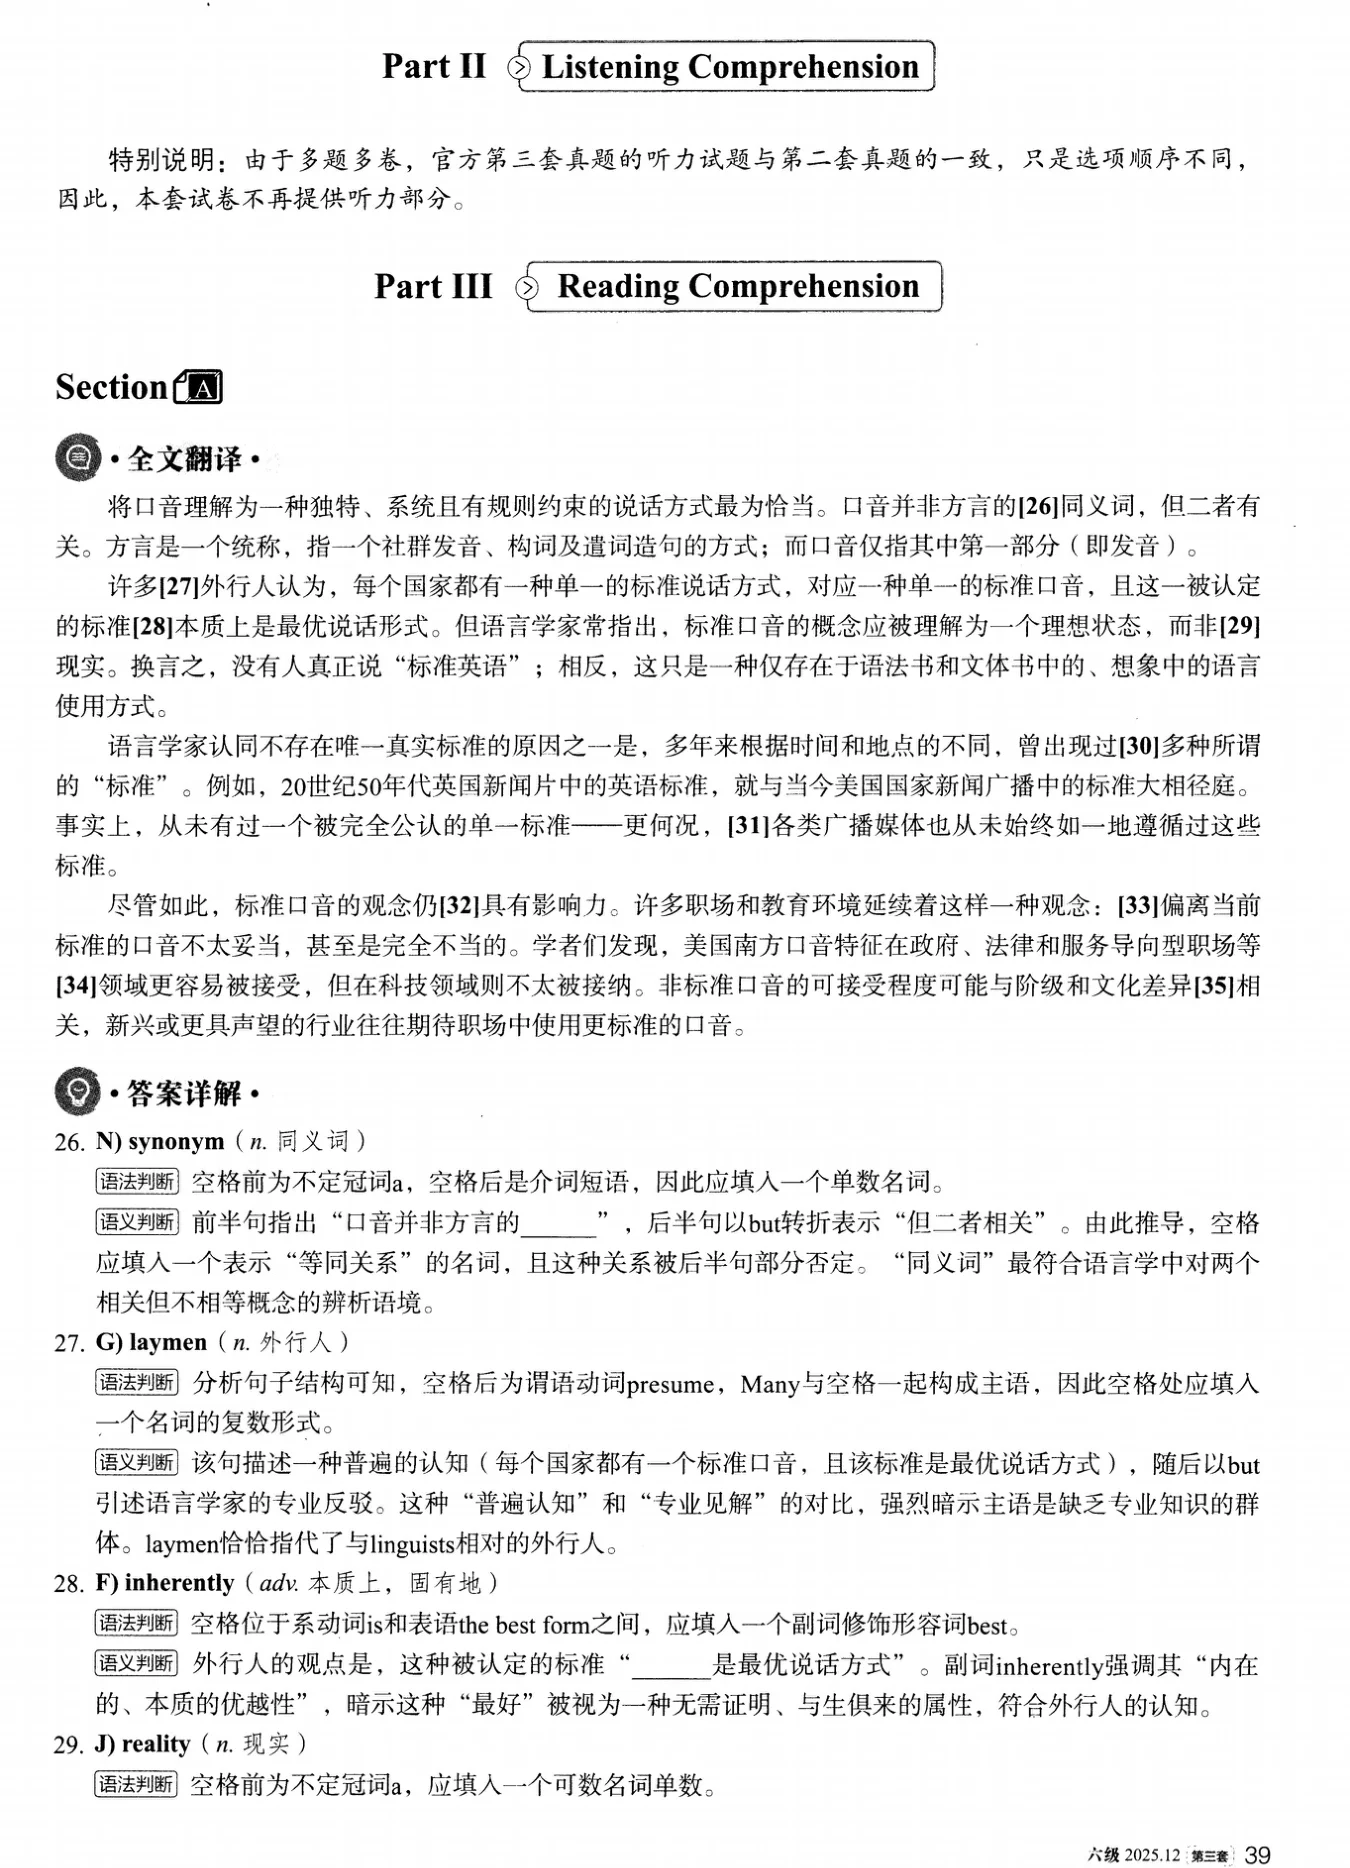 Part II Listening Comprehension
特别说明：由于多题多卷，官方第三套真题的听力试题与第二套真题的一致，只是选项顺序不同，
因此，本套试卷不再提供听力部分。
Part III Reading Comprehension
Section A
·全文翻译·
将口音理解为一种独特、系统且有规则约束的说话方式最为恰当。口音并非方言的[26]同义词，但二者有
关。方言是一个统称，指一个社群发音、构词及遣词造句的方式；而口音仅指其中第一部分（即发音）。
许多[27]外行人认为，每个国家都有一种单一的标准说话方式，对应一种单一的标准口音，且这一被认定
的标准[28]本质上是最优说话形式。但语言学家常指出，标准口音的概念应被理解为一个理想状态，而非[29]
现实。换言之，没有人真正说“标准英语”；相反，这只是一种仅存在于语法书和文体书中的、想象中的语言
使用方式。
语言学家认同不存在唯一真实标准的原因之一是，多年来根据时间和地点的不同，曾出现过[30]多种所谓
的“标准”。例如，20世纪50年代英国新闻片中的英语标准，就与当今美国国家新闻广播中的标准大相径庭。
事实上，从未有过一个被完全公认的单一标准——更何况，[31]各类广播媒体也从未始终如一地遵循过这些
标准。
尽管如此，标准口音的观念仍[32]具有影响力。许多职场和教育环境延续着这样一种观念：[33]偏离当前
标准的口音不太妥当，甚至是完全不当的。学者们发现，美国南方口音特征在政府、法律和服务导向型职场等
[34]领域更容易被接受，但在科技领域则不太被接纳。非标准口音的可接受程度可能与阶级和文化差异[35]相
关，新兴或更具声望的行业往往期待职场中使用更标准的口音。
·答案详解·
26. N) synonym（n. 同义词）
语法判断 空格前为不定冠词a，空格后是介词短语，因此应填入一个单数名词。
语义判断 前半句指出“口音并非方言的______”，后半句以but转折表示“但二者相关”。由此推导，空格
应填入一个表示“等同关系”的名词，且这种关系被后半句部分否定。“同义词”最符合语言学中对两个
相关但不相等概念的辨析语境。
27. G) laymen（n. 外行人）
语法判断 分析句子结构可知，空格后为谓语动词presume，Many与空格一起构成主语，因此空格处应填入
一个名词的复数形式。
语义判断 该句描述一种普遍的认知（每个国家都有一个标准口音，且该标准是最优说话方式），随后以but
引述语言学家的专业反驳。这种“普遍认知”和“专业见解”的对比，强烈暗示主语是缺乏专业知识的群
体。laymen恰恰指代了与linguists相对的外行人。
28. F) inherently（adv. 本质上，固有地）
语法判断 空格位于系动词is和表语the best form之间，应填入一个副词修饰形容词best。
语义判断 外行人的观点是，这种被认定的标准“______是最优说话方式”。副词inherently强调其“内在
的、本质的优越性”，暗示这种“最好”被视为一种无需证明、与生俱来的属性，符合外行人的认知。
29. J) reality（n. 现实）
语法判断 空格前为不定冠词a，应填入一个可数名词单数。
六级 2025.12 第三套 39